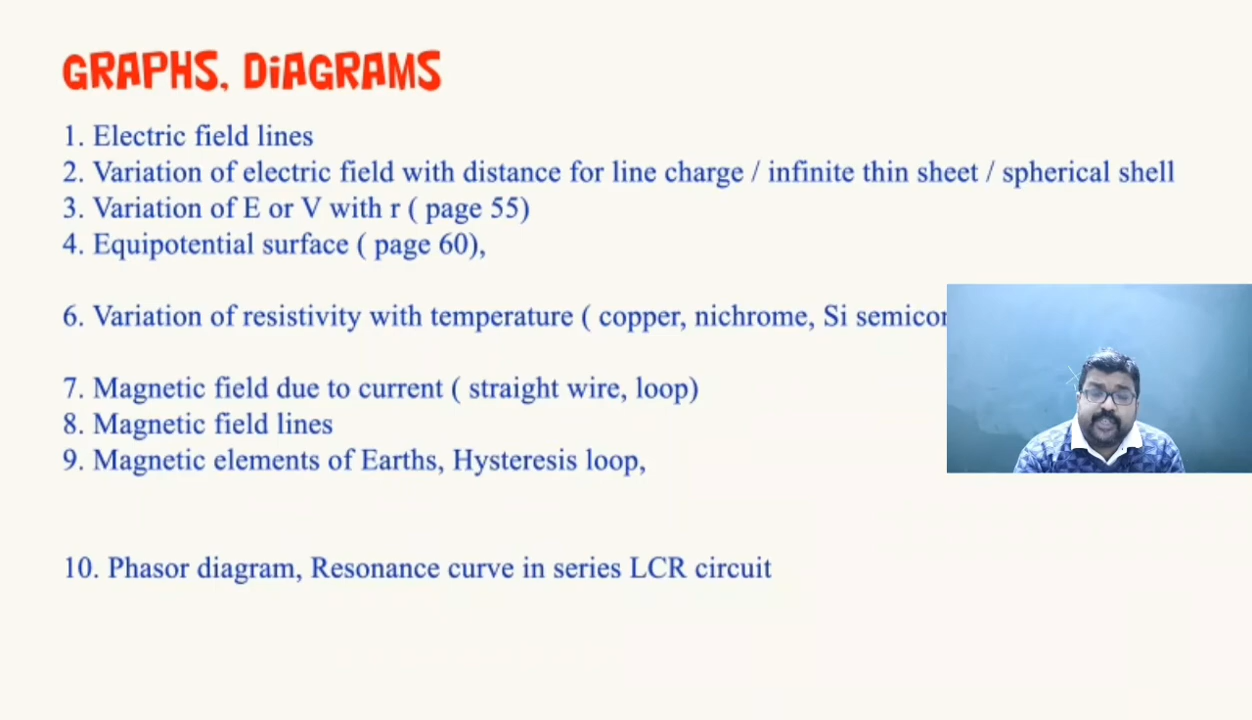 GRAPHS, DiAGRAMS
1. Electric field lines
2. Variation of electric field with distance for line charge / infinite thin sheet / spherical shell
3. Variation of E or V with r ( page 55)
4. Equipotential surface ( page 60),
6. Variation of resistivity with temperature ( copper, nichrome, Si
7. Magnetic field due to current ( straight wire, loop)
8. Magnetic field lines
9. Magnetic elements of Earths, Hysteresis loop,
10. Phasor diagram, Resonance curve in series LCR circuit